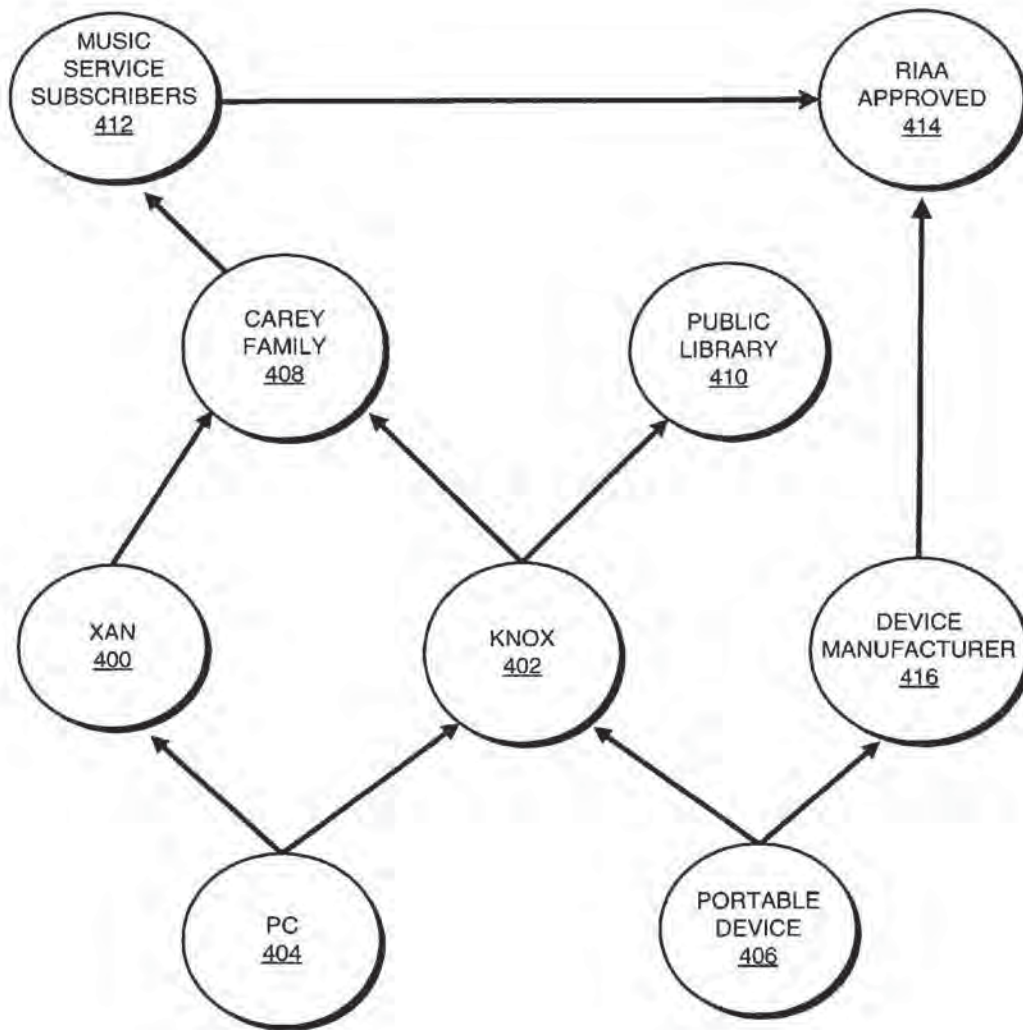 MUSIC
SERVICE
SUBSCRIBERS
412
RIAA
APPROVED
414
CAREY
FAMILY
408
PUBLIC
LIBRARY
410
XAN
400
KNOX
402
DEVICE
MANUFACTURER
416
PC
404
PORTABLE
DEVICE
406